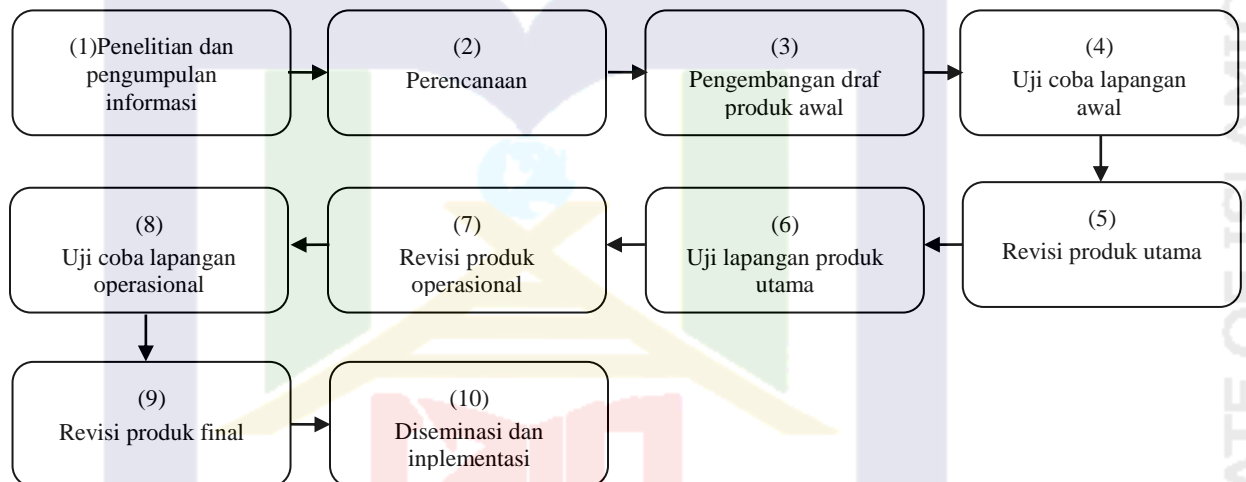 (1)Penelitian dan
pengumpulan
informasi
(2)
Perencanaan
(3)
Pengembangan draf
produk awal
(4)
Uji coba lapangan
awal
(5)
Revisi produk utama
(6)
Uji lapangan produk
utama
(7)
Revisi produk
operasional
(8)
Uji coba lapangan
operasional
(9)
Revisi produk final
(10)
Diseminasi dan
inplementasi